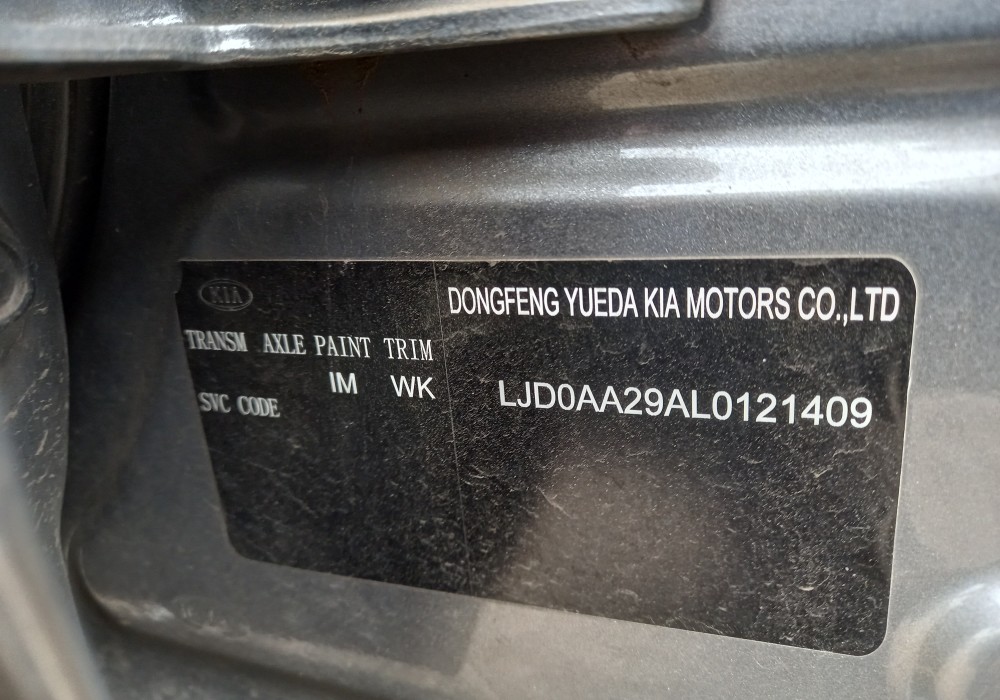 KIA
DONGFENG YUEDA KIA MOTORS CO.,LTD
TRANSM AXLE PAINT TRIM
IM WK
SVC CODE
LJD0AA29AL0121409